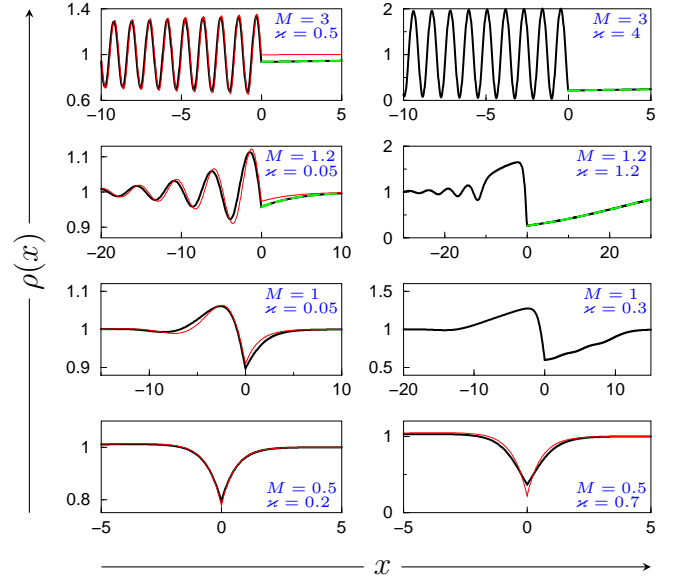 1.4
1
0.6
−10 −5 0 5
M = 3
ϰ = 0.5
2
1
0
−10 −5 0 5
M = 3
ϰ = 4
1.1
1
0.9
−20 −10 0 10
M = 1.2
ϰ = 0.05
2
1
0
−20 0 20
M = 1.2
ϰ = 1.2
ρ(x)
1.1
1
0.9
−10 0 10
M = 1
ϰ = 0.05
1.5
1
0.5
−20 −10 0 10
M = 1
ϰ = 0.3
1
0.8
−5 0 5
M = 0.5
ϰ = 0.2
1
0
−5 0 5
M = 0.5
ϰ = 0.7
x